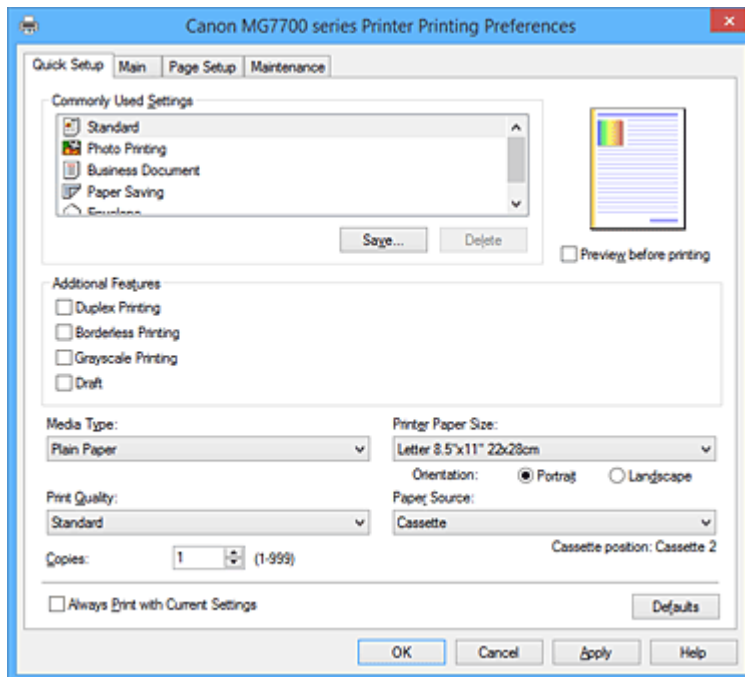 Canon MG7700 series Printer Printing Preferences
Quick Setup Main Page Setup Maintenance
Commonly Used Settings
Standard
Photo Printing
Business Document
Paper Saving
Envelope
Save... Delete
Preview before printing
Additional Features
Duplex Printing
Borderless Printing
Grayscale Printing
Draft
Media Type: Printer Paper Size:
Plain Paper Letter 8.5"x11" 22x28cm
Orientation: Portrait Landscape
Print Quality: Paper Source:
Standard Cassette
Cassette position: Cassette 2
Copies: 1 (1-999)
Always Print with Current Settings Defaults
OK Cancel Apply Help